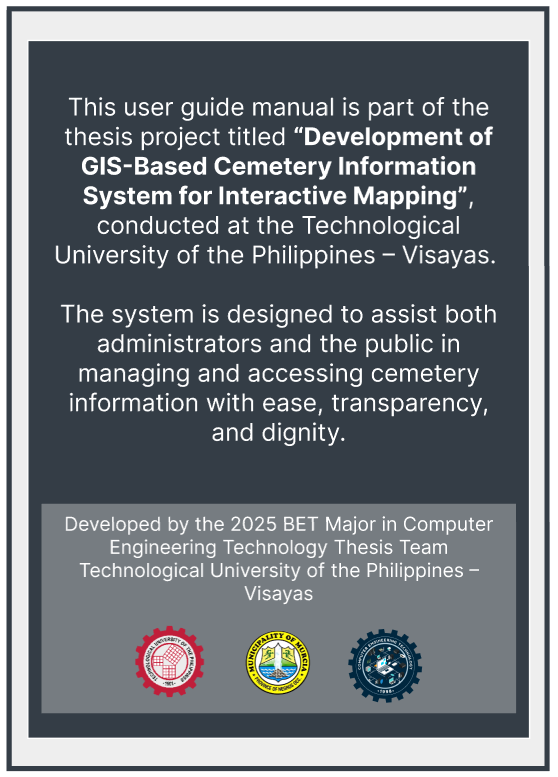 This user guide manual is part of the
thesis project titled “Development of
GIS-Based Cemetery Information
System for Interactive Mapping”,
conducted at the Technological
University of the Philippines – Visayas.
The system is designed to assist both
administrators and the public in
managing and accessing cemetery
information with ease, transparency,
and dignity.
Developed by the 2025 BET Major in Computer
Engineering Technology Thesis Team
Technological University of the Philippines –
Visayas
TECHNOLOGICAL UNIVERSITY OF THE PHILIPPINES
1901
MUNICIPALITY OF MURCIA
PROVINCE OF NEGROS OCC.
COMPUTER ENGINEERING TECHNOLOGY